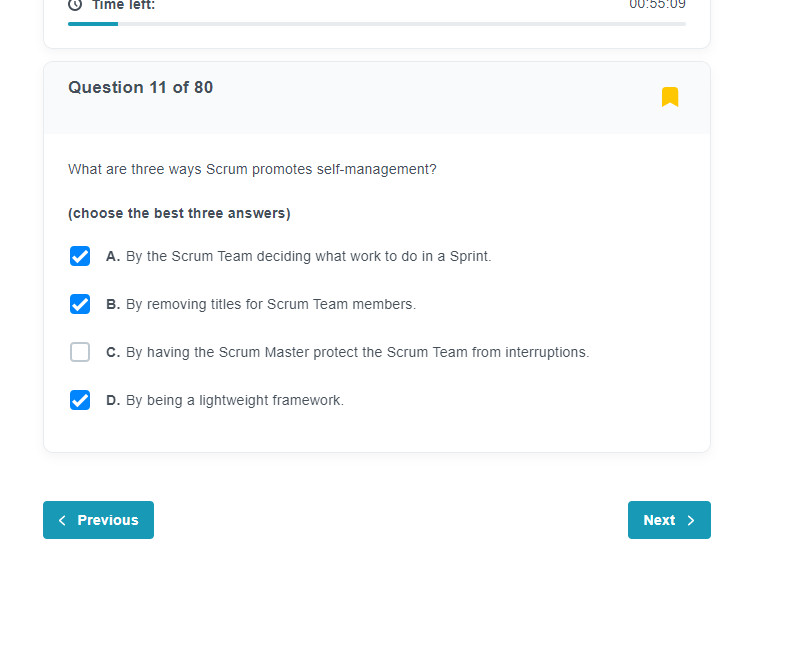 Time left:
00:55:09
Question 11 of 80
What are three ways Scrum promotes self-management?
(choose the best three answers)
A. By the Scrum Team deciding what work to do in a Sprint.
B. By removing titles for Scrum Team members.
C. By having the Scrum Master protect the Scrum Team from interruptions.
D. By being a lightweight framework.
Previous
Next